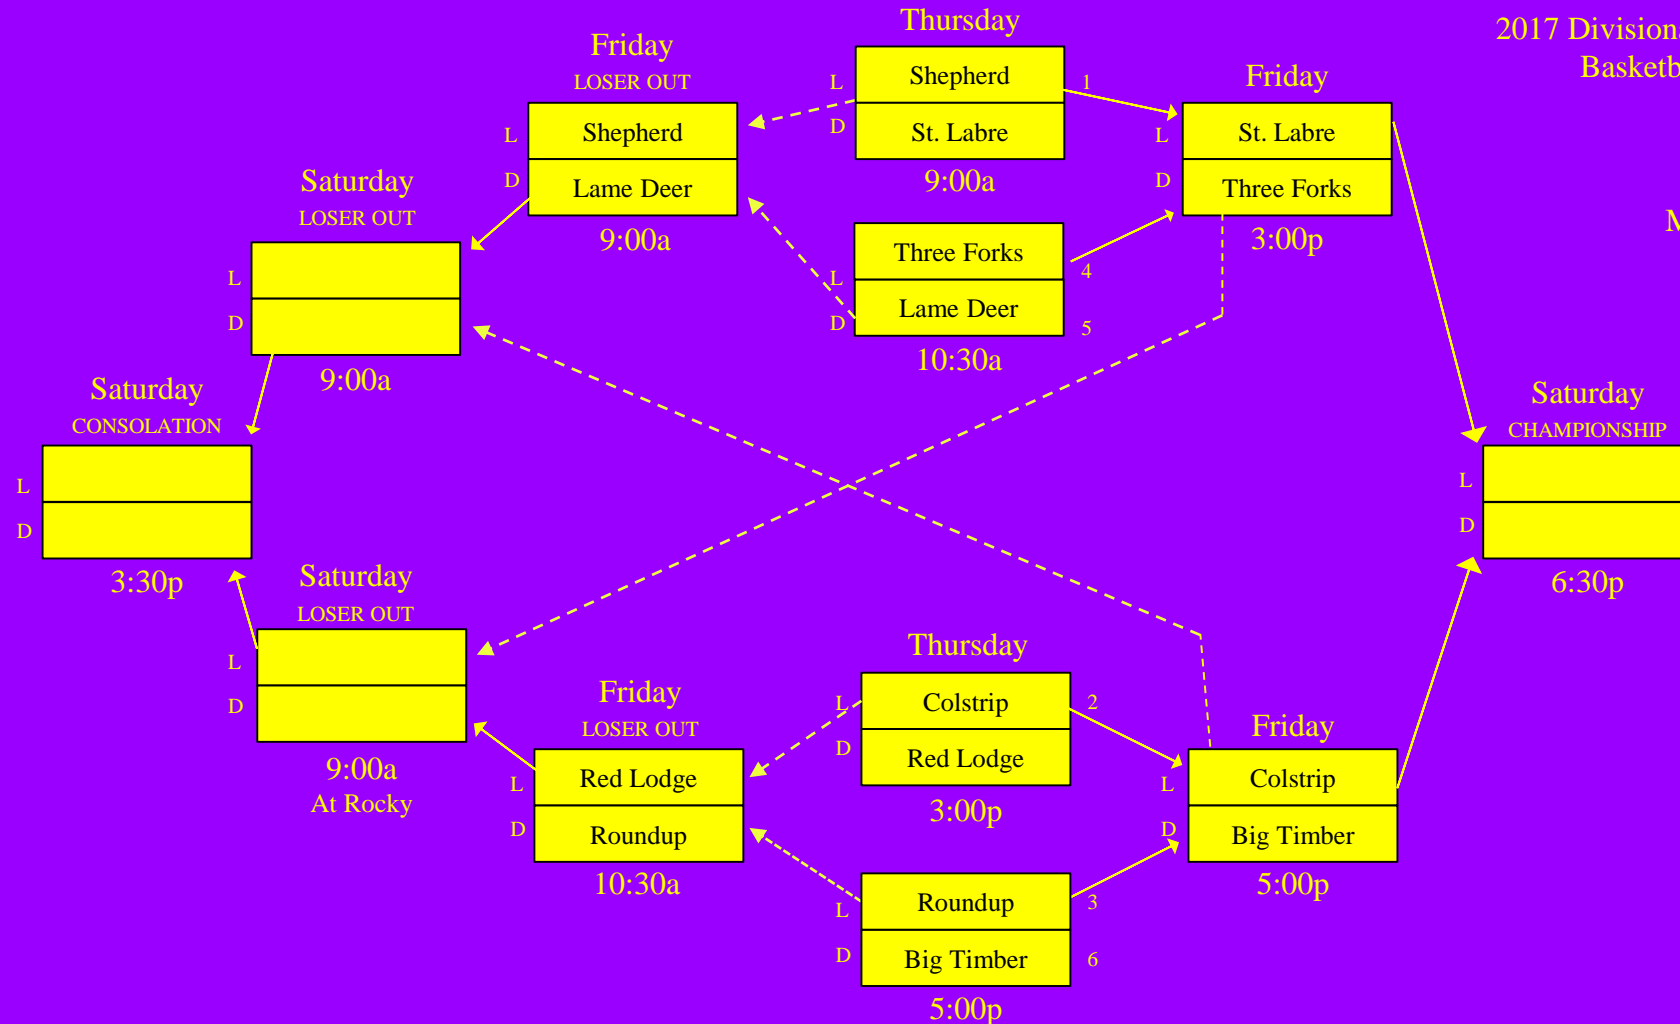 Thursday
2017 Division
Basketb
M
Friday
LOSER OUT
L
D
Shepherd
Lame Deer
9:00a
L
D
Shepherd
St. Labre
1
9:00a
L
D
Three Forks
Lame Deer
4
5
10:30a
Friday
L
D
St. Labre
Three Forks
3:00p
Saturday
LOSER OUT
L
D
9:00a
Saturday
CONSOLATION
L
D
3:30p
Saturday
CHAMPIONSHIP
L
D
6:30p
Saturday
LOSER OUT
L
D
9:00a
At Rocky
Friday
LOSER OUT
L
D
Red Lodge
Roundup
10:30a
Thursday
L
D
Colstrip
Red Lodge
2
3:00p
L
D
Roundup
Big Timber
3
6
5:00p
Friday
L
D
Colstrip
Big Timber
5:00p